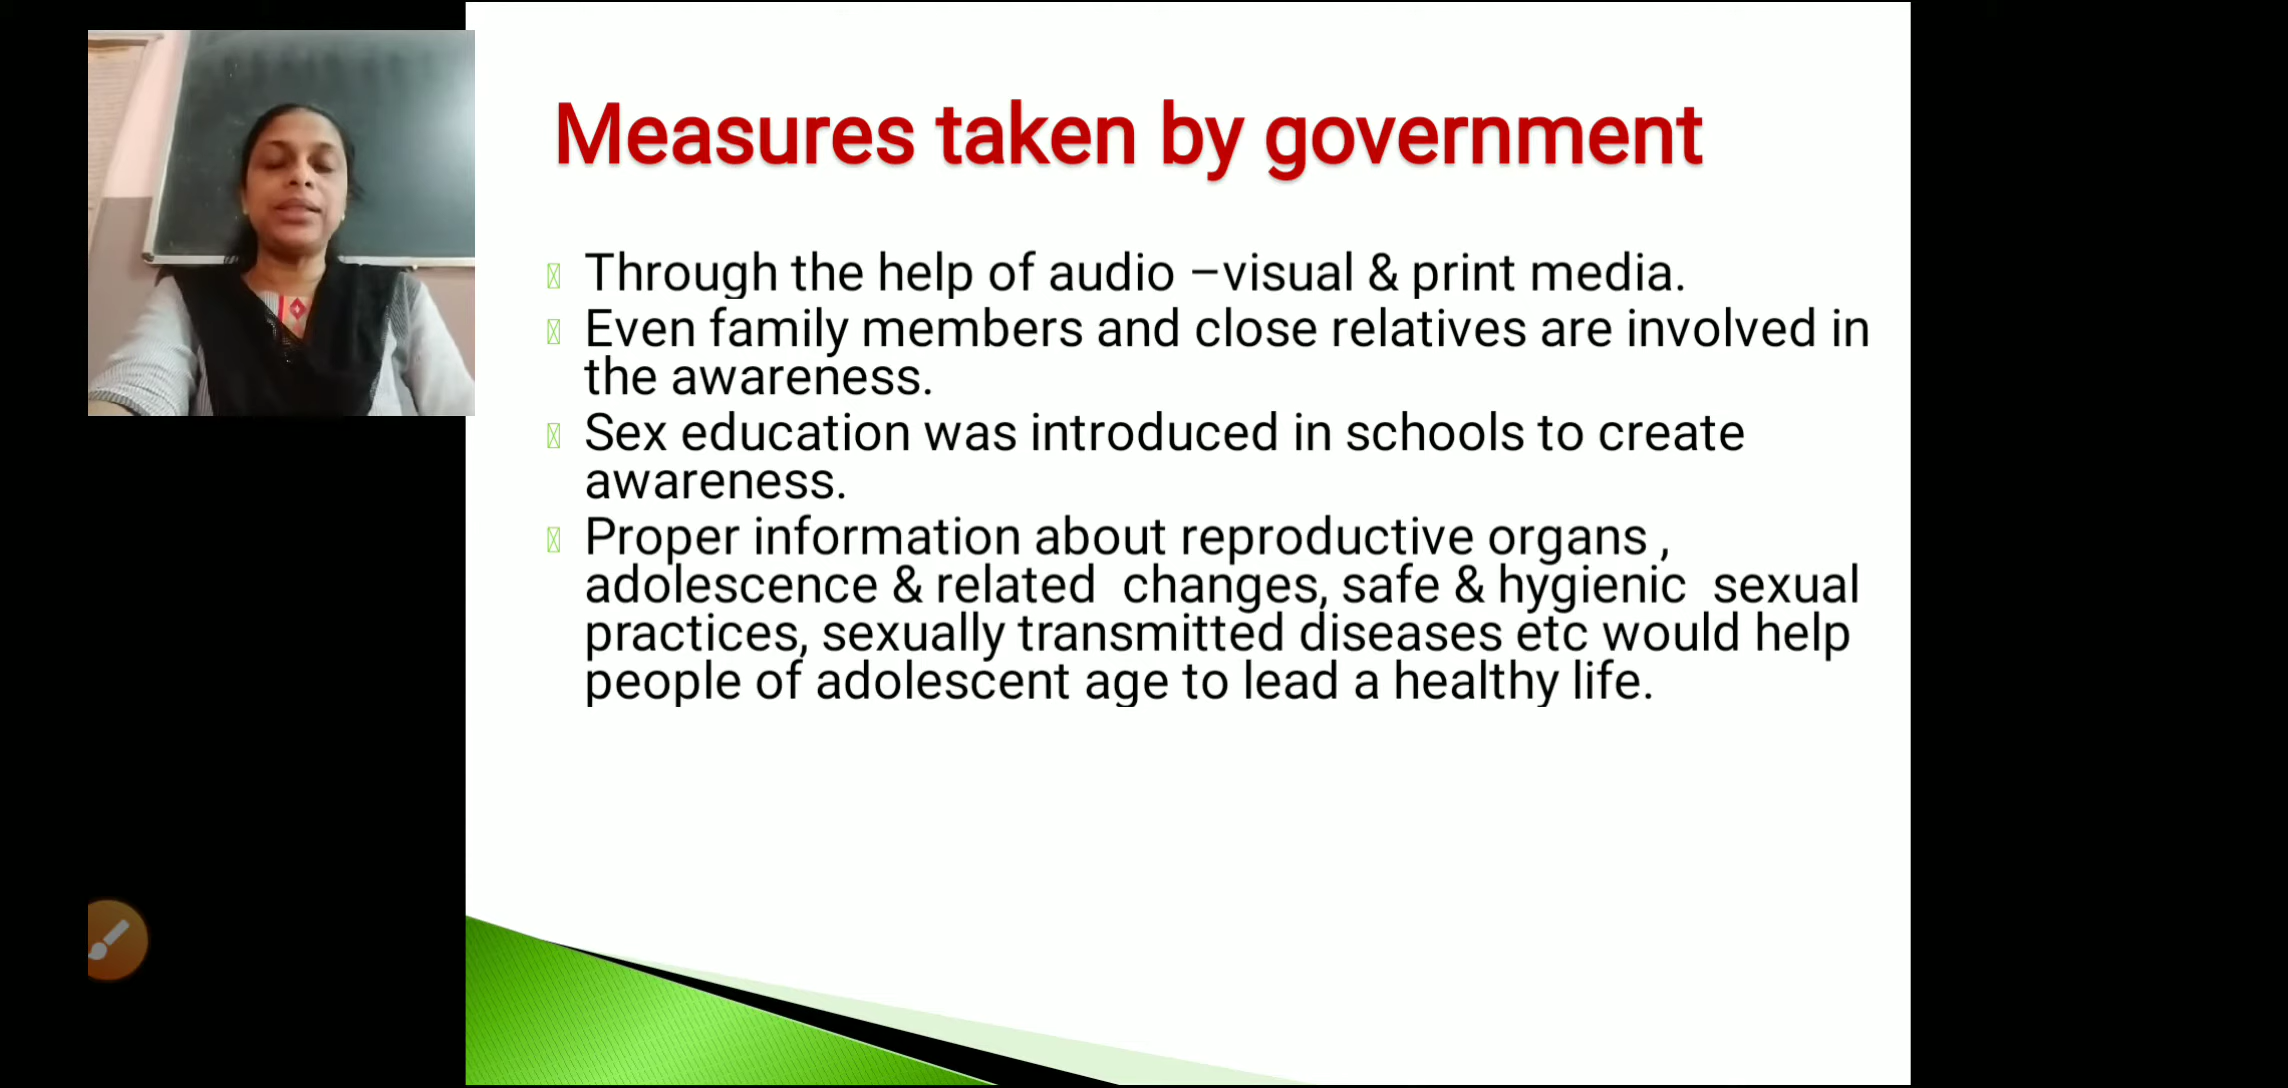 Measures taken by government
Through the help of audio –visual & print media.
Even family members and close relatives are involved in
the awareness.
Sex education was introduced in schools to create
awareness.
Proper information about reproductive organs ,
adolescence & related  changes, safe & hygienic  sexual
practices, sexually transmitted diseases etc would help
people of adolescent age to lead a healthy life.